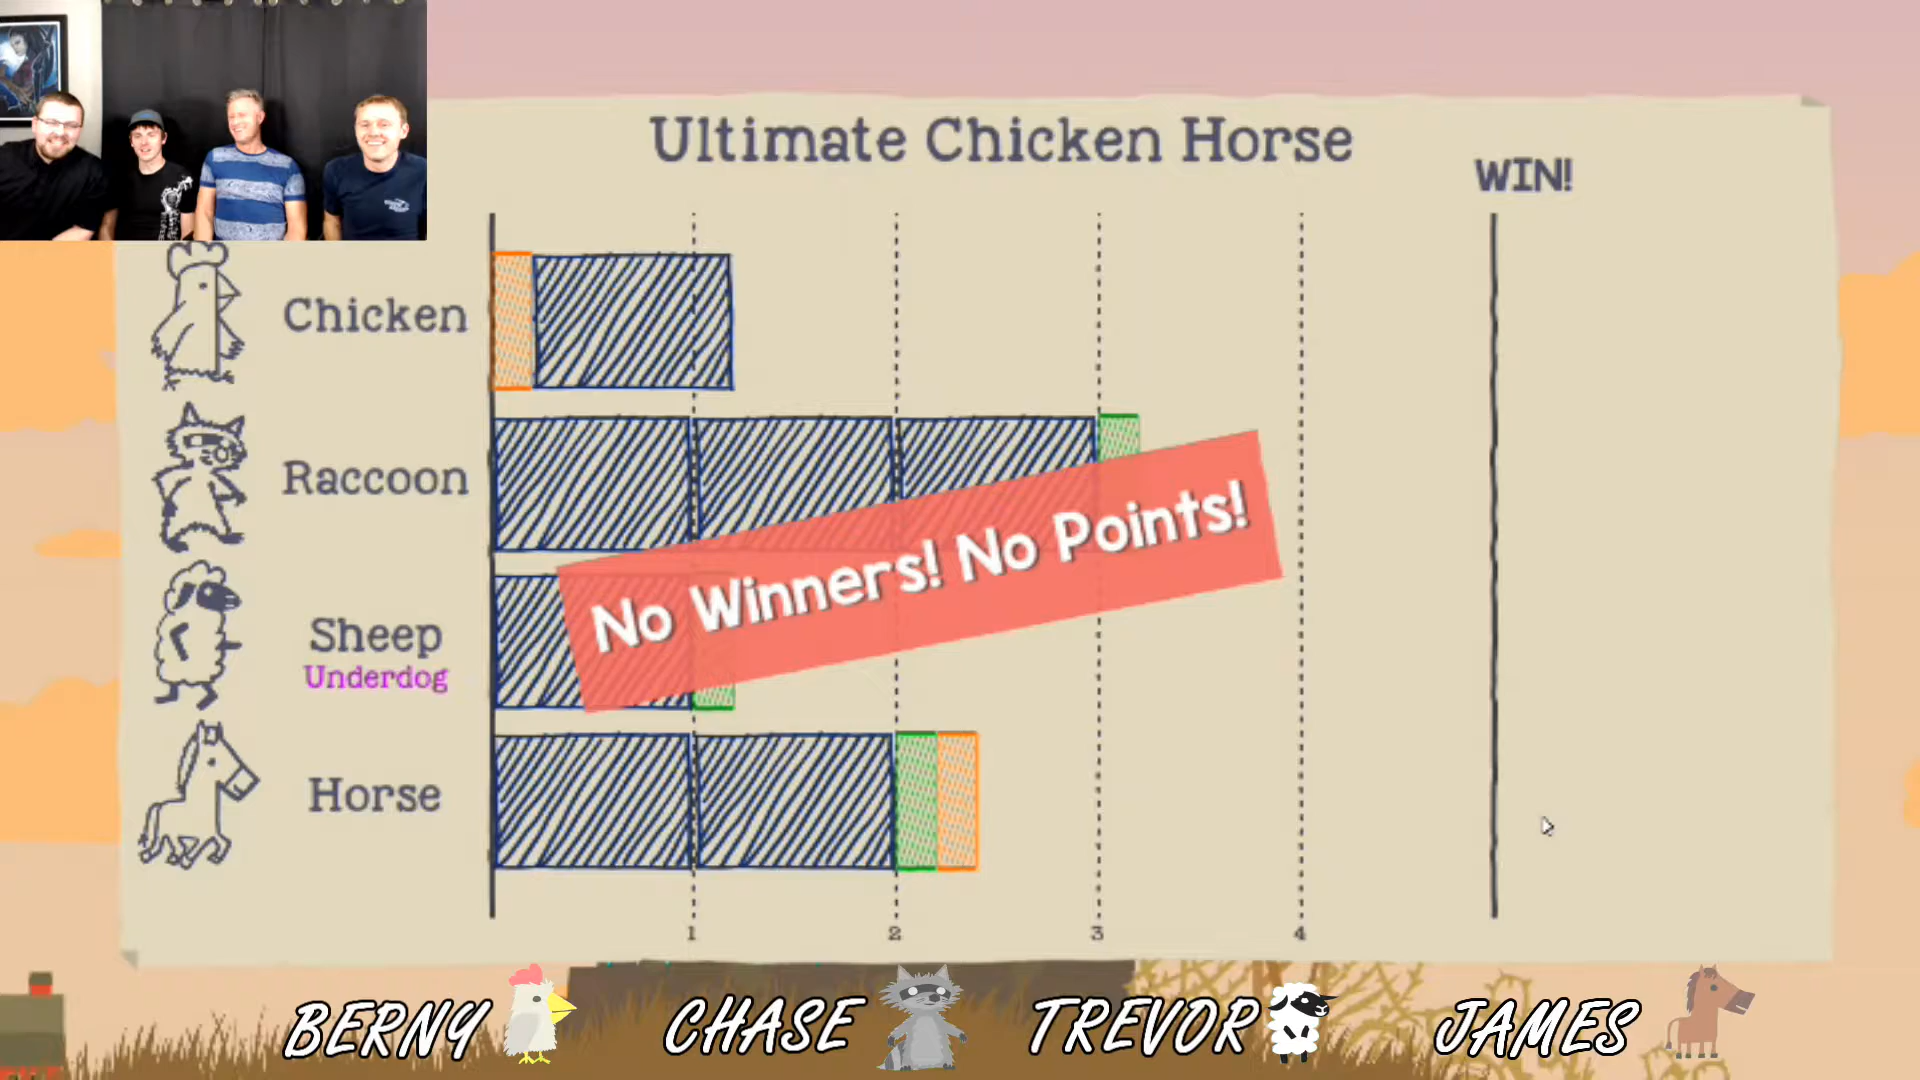 Ultimate Chicken Horse
WIN!
Chicken
Raccoon
No Winners! No Points!
Sheep
Underdog
Horse
1 2 3 4
BERNY CHASE TREVOR JAMES